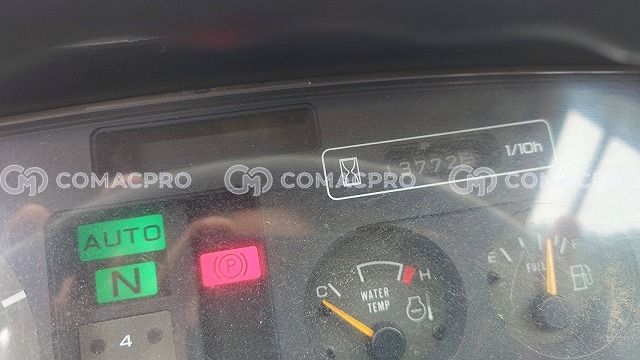 1/10h
COMACPRO COMACPRO COMACPRO
AUTO
N
P
4
C H
WATER
TEMP
E F
FUEL